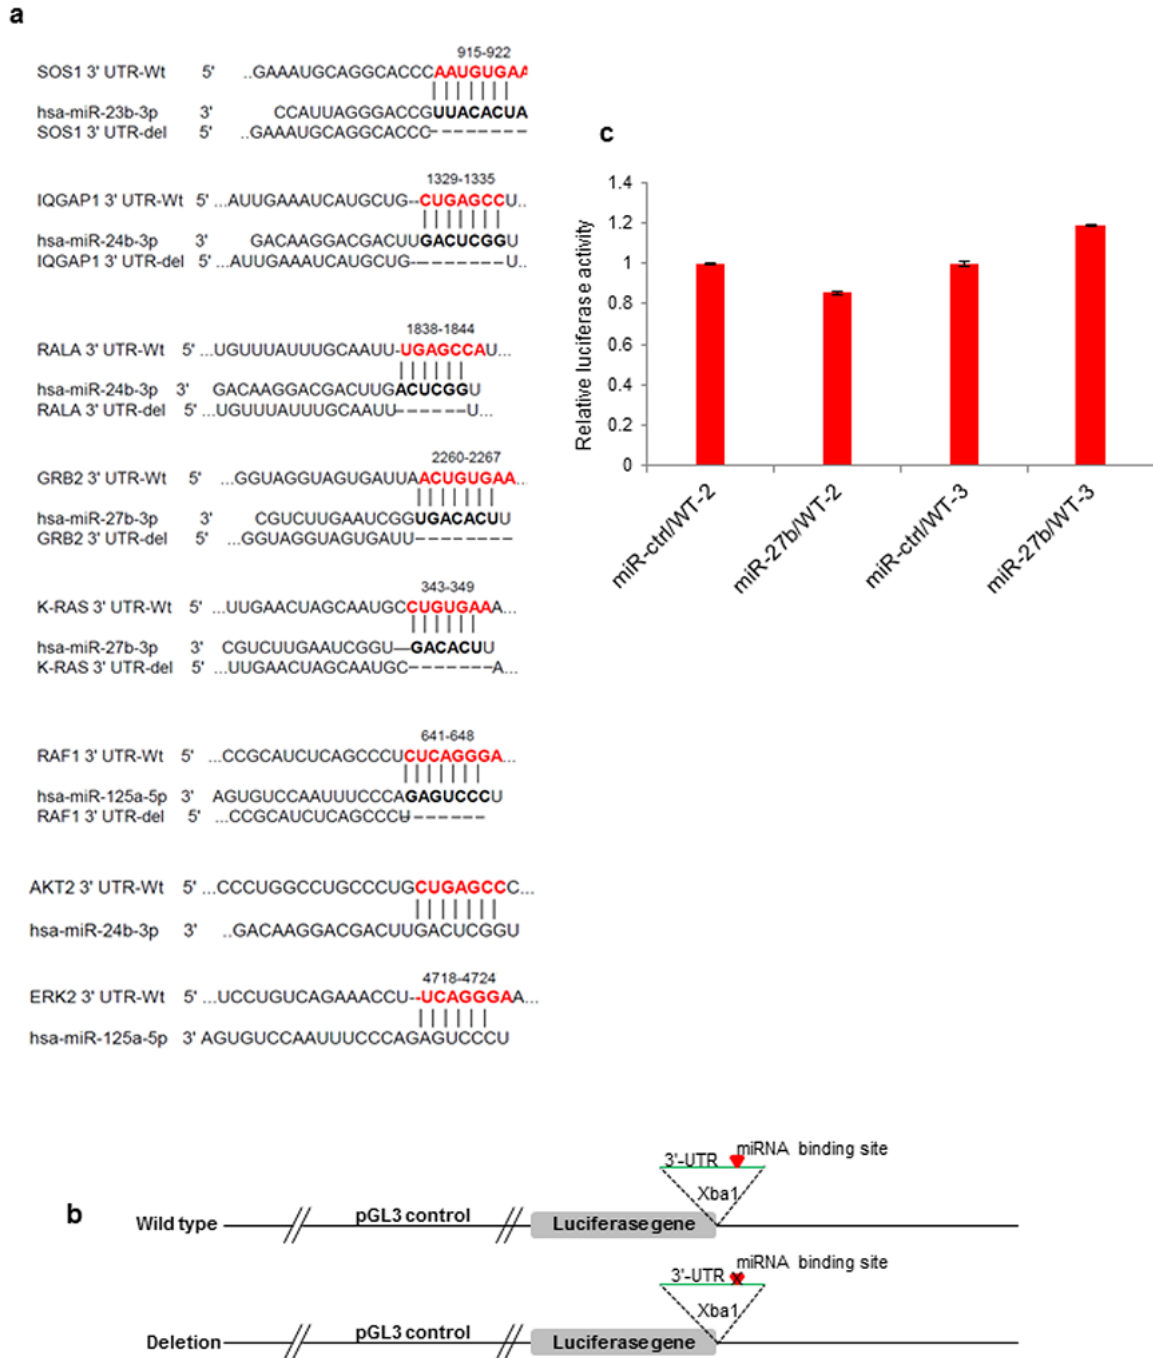 a
915-922
SOS1 3' UTR-Wt 5' ..GAAAUGCAGGCACCCAAUGUGAA
hsa-miR-23b-3p 3' CCAUUAGGGACCGUUACACUA
SOS1 3' UTR-del 5' ..GAAAUGCAGGCACCC---------
1329-1335
IQGAP1 3' UTR-Wt 5' ...AUUGAAAUCAUGCUG--CUGAGCCU...
hsa-miR-24b-3p 3' GACAAGGACGACUUGACUCGGU
IQGAP1 3' UTR-del 5' ...AUUGAAAUCAUGCUG---------U...
1838-1844
RALA 3' UTR-Wt 5' ...UGUUUAUUUGCAAUU-UGAGCCAU...
hsa-miR-24b-3p 3' GACAAGGACGACUUGACUCGGU
RALA 3' UTR-del 5' ...UGUUUAUUUGCAAUU-------U...
2260-2267
GRB2 3' UTR-Wt 5' ...GGUAGGUAGUGAUUAACUGUGAA...
hsa-miR-27b-3p 3' CGUCUUGAAUCGGUGACACUU
GRB2 3' UTR-del 5' ...GGUAGGUAGUGAUU---------
343-349
K-RAS 3' UTR-Wt 5' ...UUGAACUAGCAAUGCCUGUGAAA...
hsa-miR-27b-3p 3' CGUCUUGAAUCGGU—GACACUU
K-RAS 3' UTR-del 5' ...UUGAACUAGCAAUGC--------A...
641-648
RAF1 3' UTR-Wt 5' ...CCGCAUCUCAGCCCUCUCAGGGA...
hsa-miR-125a-5p 3' AGUGUCCAAUUUCCCAGAGUCCCU
RAF1 3' UTR-del 5' ...CCGCAUCUCAGCCCU-------
AKT2 3' UTR-Wt 5' ...CCCUGGCCUGCCCUGCUGAGCCC...
hsa-miR-24b-3p 3' ..GACAAGGACGACUUGACUCGGU
4718-4724
ERK2 3' UTR-Wt 5' ...UCCUGUCAGAAACCU--UCAGGGAA...
hsa-miR-125a-5p 3' AGUGUCCAAUUUCCCAGAGUCCCU
c
Relative luciferase activity
1.4
1.2
1
0.8
0.6
0.4
0.2
0
miR-ctrl/WT-2
miR-27b/WT-2
miR-ctrl/WT-3
miR-27b/WT-3
b
miRNA binding site
3'-UTR
Xba1
Wild type
pGL3 control
Luciferase gene
miRNA binding site
3'-UTR
Xba1
Deletion
pGL3 control
Luciferase gene